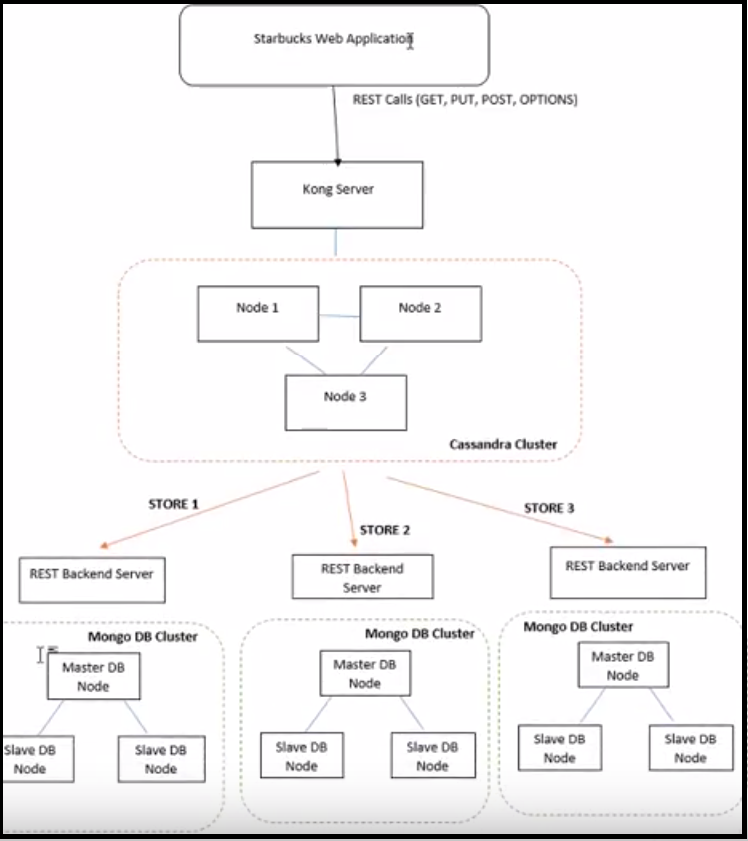 Starbucks Web Application
REST Calls (GET, PUT, POST, OPTIONS)
Kong Server
Node 1
Node 2
Node 3
Cassandra Cluster
STORE 1
STORE 2
STORE 3
REST Backend Server
REST Backend
Server
REST Backend Server
Mongo DB Cluster
Master DB
Node
Slave DB
Node
Slave DB
Node
Mongo DB Cluster
Master DB
Node
Slave DB
Node
Slave DB
Node
Mongo DB Cluster
Master DB
Node
Slave DB
Node
Slave DB
Node